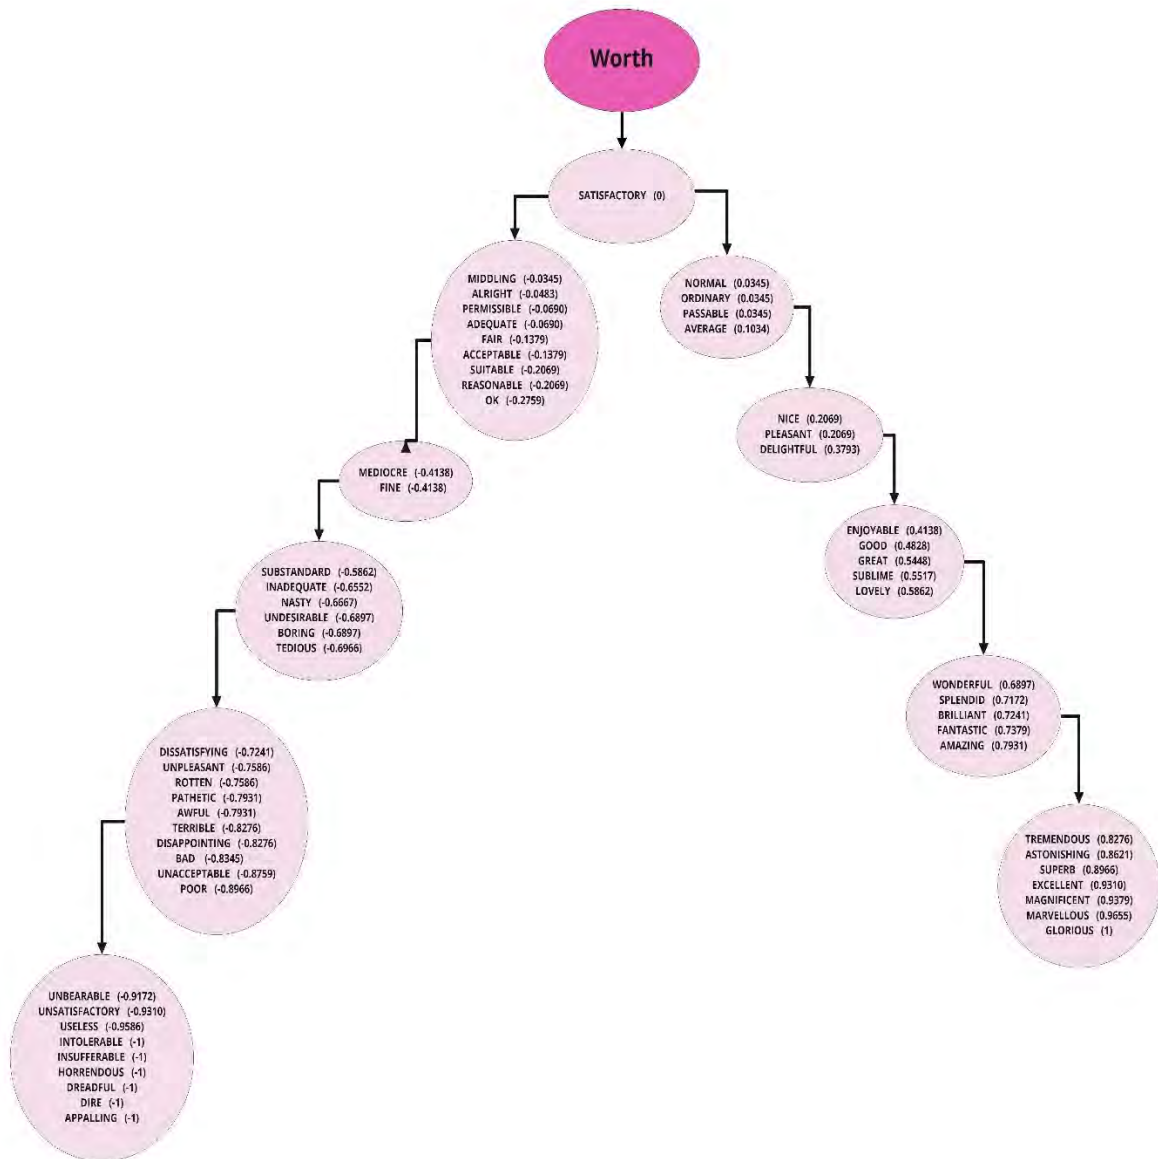 Worth
SATISFACTORY (0)
MIDDLING (-0.0345)
ALRIGHT (-0.0483)
PERMISSIBLE (-0.0690)
ADEQUATE (-0.0690)
FAIR (-0.1379)
ACCEPTABLE (-0.1379)
SUITABLE (-0.2069)
REASONABLE (-0.2069)
OK (-0.2759)
NORMAL (0.0345)
ORDINARY (0.0345)
PASSABLE (0.0345)
AVERAGE (0.1034)
NICE (0.2069)
PLEASANT (0.2069)
DELIGHTFUL (0.3793)
MEDIOCRE (-0.4138)
FINE (-0.4138)
ENJOYABLE (0.4138)
GOOD (0.4828)
GREAT (0.5448)
SUBLIME (0.5517)
LOVELY (0.5862)
SUBSTANDARD (-0.5862)
INADEQUATE (-0.6552)
NASTY (-0.6667)
UNDESIRABLE (-0.6897)
BORING (-0.6897)
TEDIOUS (-0.6966)
WONDERFUL (0.6897)
SPLENDID (0.7172)
BRILLIANT (0.7241)
FANTASTIC (0.7379)
AMAZING (0.7931)
DISSATISFYING (-0.7241)
UNPLEASANT (-0.7586)
ROTTEN (-0.7586)
PATHETIC (-0.7931)
AWFUL (-0.7931)
TERRIBLE (-0.8276)
DISAPPOINTING (-0.8276)
BAD (-0.8345)
UNACCEPTABLE (-0.8759)
POOR (-0.8966)
TREMENDOUS (0.8276)
ASTONISHING (0.8621)
SUPERB (0.8966)
EXCELLENT (0.9310)
MAGNIFICENT (0.9379)
MARVELLOUS (0.9655)
GLORIOUS (1)
UNBEARABLE (-0.9172)
UNSATISFACTORY (-0.9310)
USELESS (-0.9586)
INTOLERABLE (-1)
INSUFFERABLE (-1)
HORRENDOUS (-1)
DREADFUL (-1)
DIRE (-1)
APPALLING (-1)